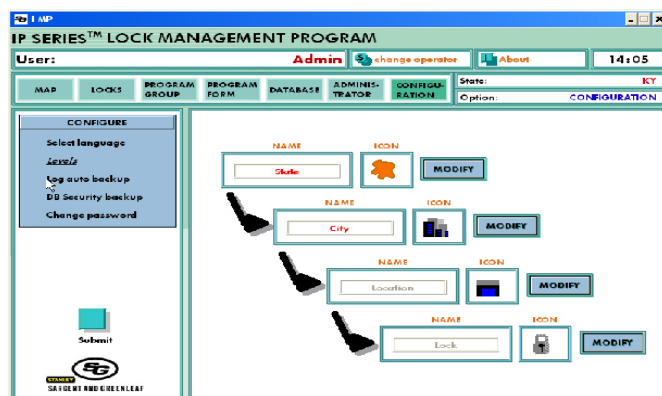 LMP
IP SERIES™ LOCK MANAGEMENT PROGRAM
User: Admin change operator About 14:05
MAP LOCKS PROGRAM GROUP PROGRAM FORM DATABASE ADMINIS-TRATOR CONFIGU-RATION
State: KY
Option: CONFIGURATION
CONFIGURE
Select language
Levels
Log auto backup
DB Security backup
Change password
Submit
STANLEY
SARGENT AND GREENLEAF
NAME ICON
State MODIFY
NAME ICON
City MODIFY
NAME ICON
Location MODIFY
NAME ICON
Lock MODIFY